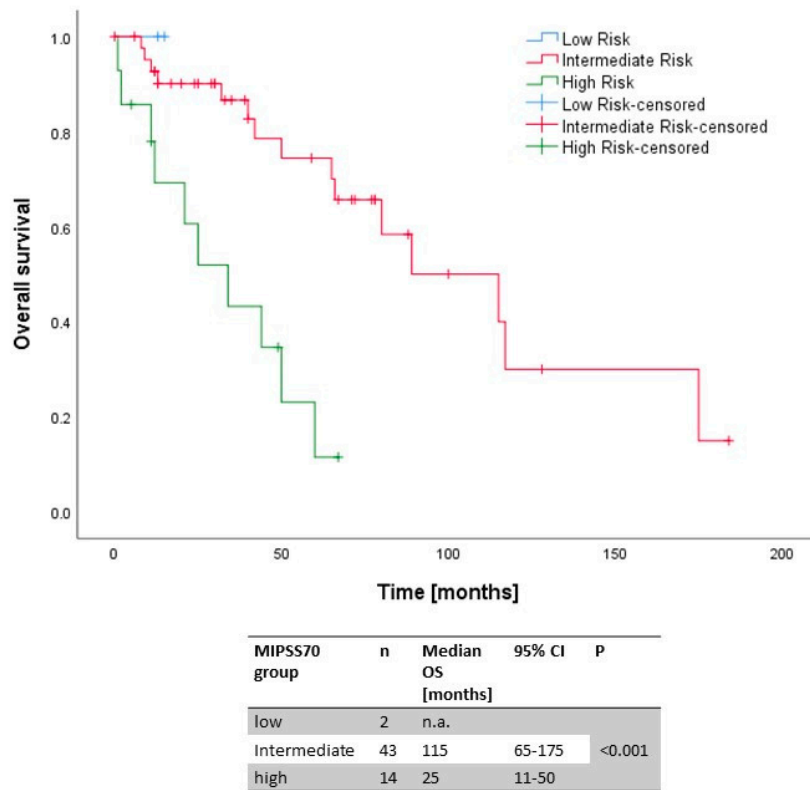 1.0
0.8
0.6
0.4
0.2
0.0
Overall survival
Low Risk
Intermediate Risk
High Risk
Low Risk-censored
Intermediate Risk-censored
High Risk-censored
0 50 100 150 200
Time [months]
MIPSS70 group n Median OS [months] 95% CI P
low 2 n.a.
Intermediate 43 115 65-175 <0.001
high 14 25 11-50